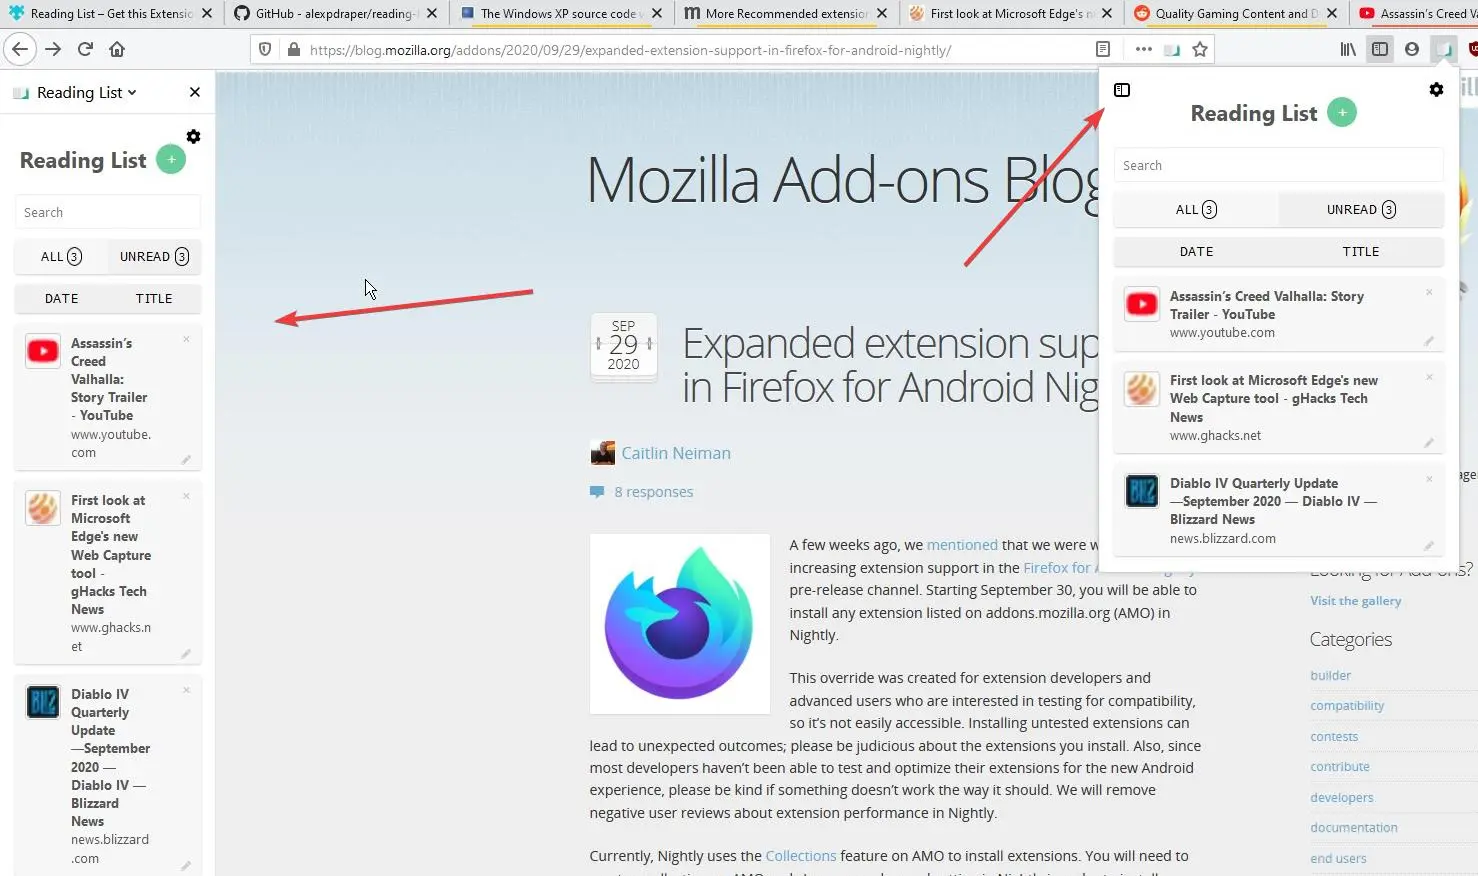 Reading List – Get this Extensio
GitHub - alexpdraper/reading-l
The Windows XP source code w
More Recommended extension
First look at Microsoft Edge's n
Quality Gaming Content and D
Assassin's Creed V
https://blog.mozilla.org/addons/2020/09/29/expanded-extension-support-in-firefox-for-android-nightly/
Reading List
Reading List +
Search
ALL 3 UNREAD 3
DATE TITLE
Assassin's
Creed
Valhalla:
Story Trailer
- YouTube
www.youtube.
com
First look at
Microsoft
Edge's new
Web Capture
tool -
gHacks Tech
News
www.ghacks.n
et
Diablo IV
Quarterly
Update
—September
2020 —
Diablo IV —
Blizzard
News
news.blizzard
.com
Mozilla Add-ons Blog
SEP
29
2020
Expanded extension sup
in Firefox for Android Nig
Caitlin Neiman
8 responses
A few weeks ago, we mentioned that we were w
increasing extension support in the Firefox for
pre-release channel. Starting September 30, you will be able to
install any extension listed on addons.mozilla.org (AMO) in
Nightly.
This override was created for extension developers and
advanced users who are interested in testing for compatibility,
so it's not easily accessible. Installing untested extensions can
lead to unexpected outcomes; please be judicious about the extensions you install. Also, since
most developers haven't been able to test and optimize their extensions for the new Android
experience, please be kind if something doesn't work the way it should. We will remove
negative user reviews about extension performance in Nightly.
Currently, Nightly uses the Collections feature on AMO to install extensions. You will need to
Reading List +
Search
ALL 3 UNREAD 3
DATE TITLE
Assassin's Creed Valhalla: Story
Trailer - YouTube
www.youtube.com
First look at Microsoft Edge's new
Web Capture tool - gHacks Tech
News
www.ghacks.net
Diablo IV Quarterly Update
—September 2020 — Diablo IV —
Blizzard News
news.blizzard.com
Looking for Add-ons?
Visit the gallery
Categories
builder
compatibility
contests
contribute
developers
documentation
end users